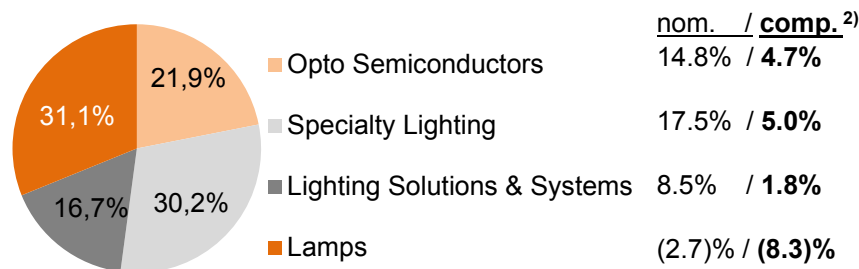 nom. / comp. 2)
21,9%
31,1%
16,7%
30,2%
Opto Semiconductors 14.8% / 4.7%
Specialty Lighting 17.5% / 5.0%
Lighting Solutions & Systems 8.5% / 1.8%
Lamps (2.7)% / (8.3)%